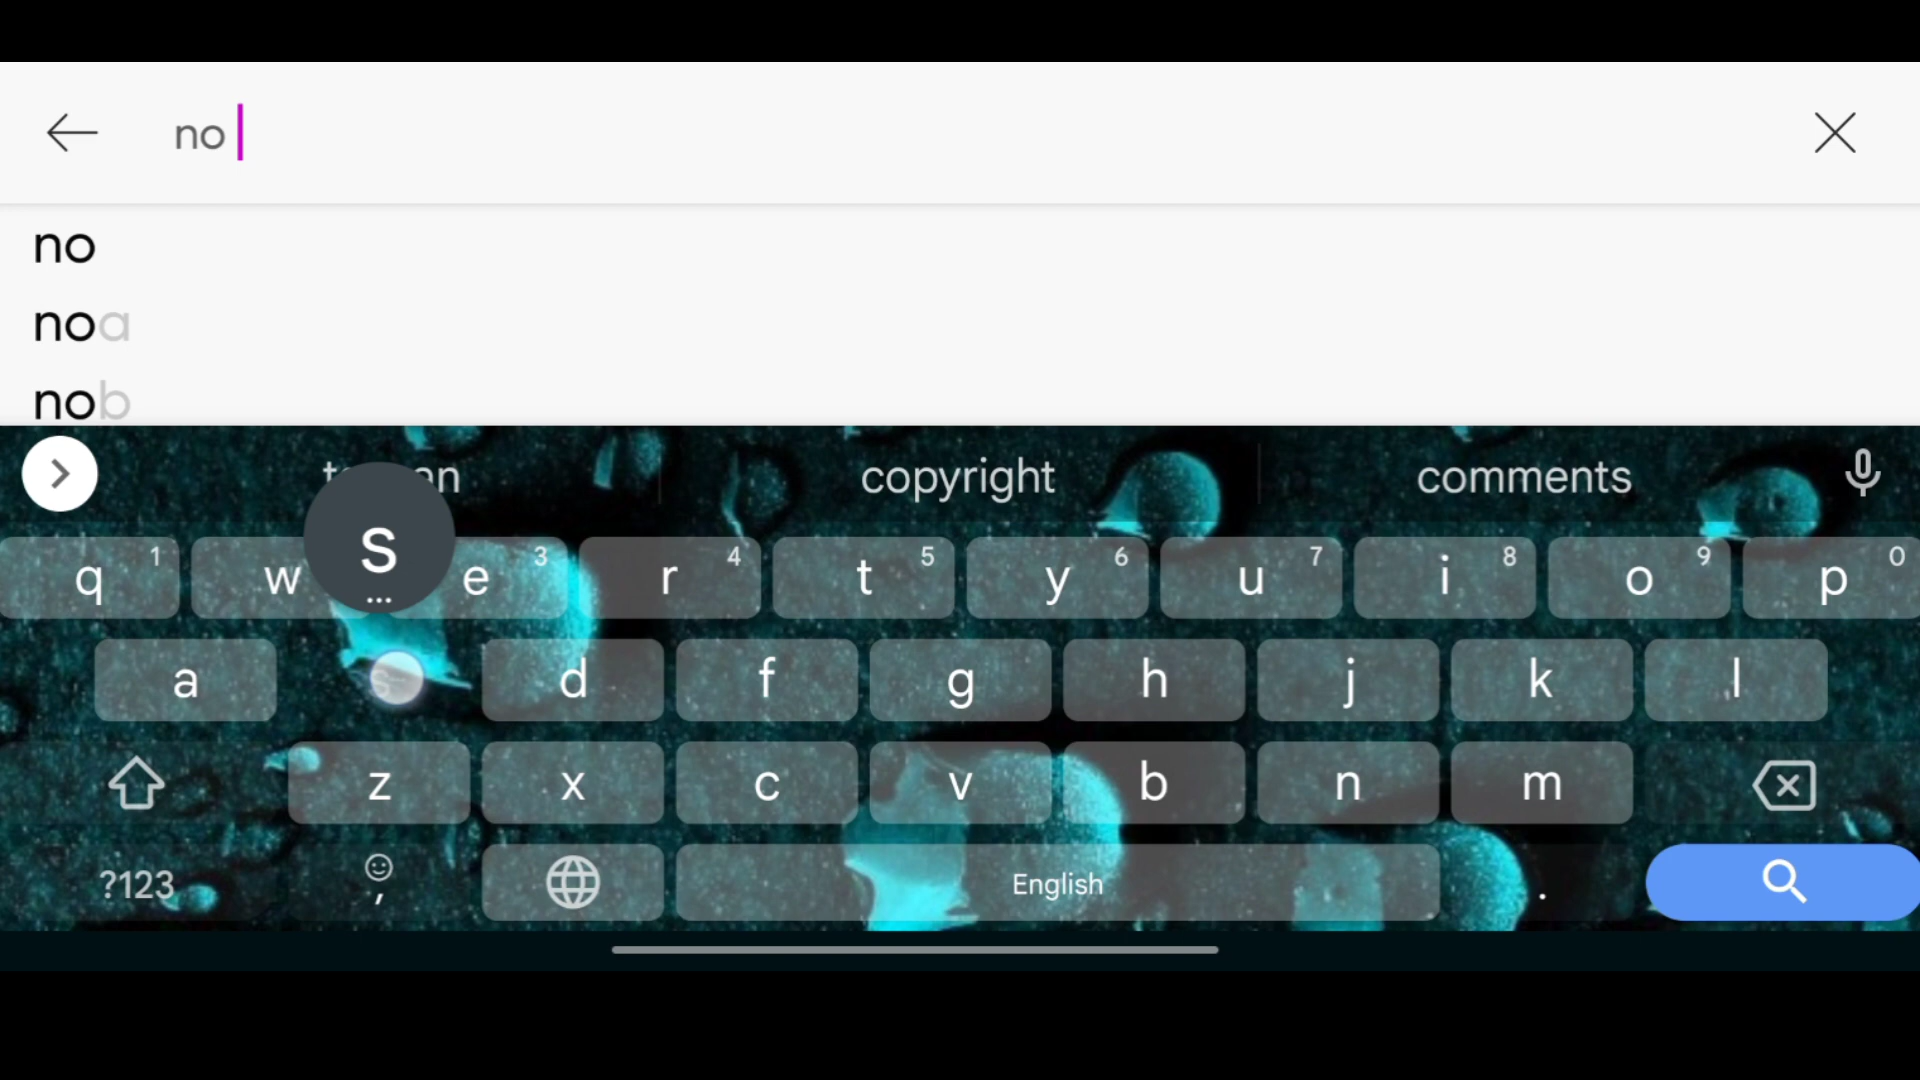 no
no
noa
nob
copyright comments
s
...
q 1 w e 3 r 4 t 5 y 6 u 7 i 8 o 9 p 0
a s d f g h j k l
z x c v b n m
?123 , English .